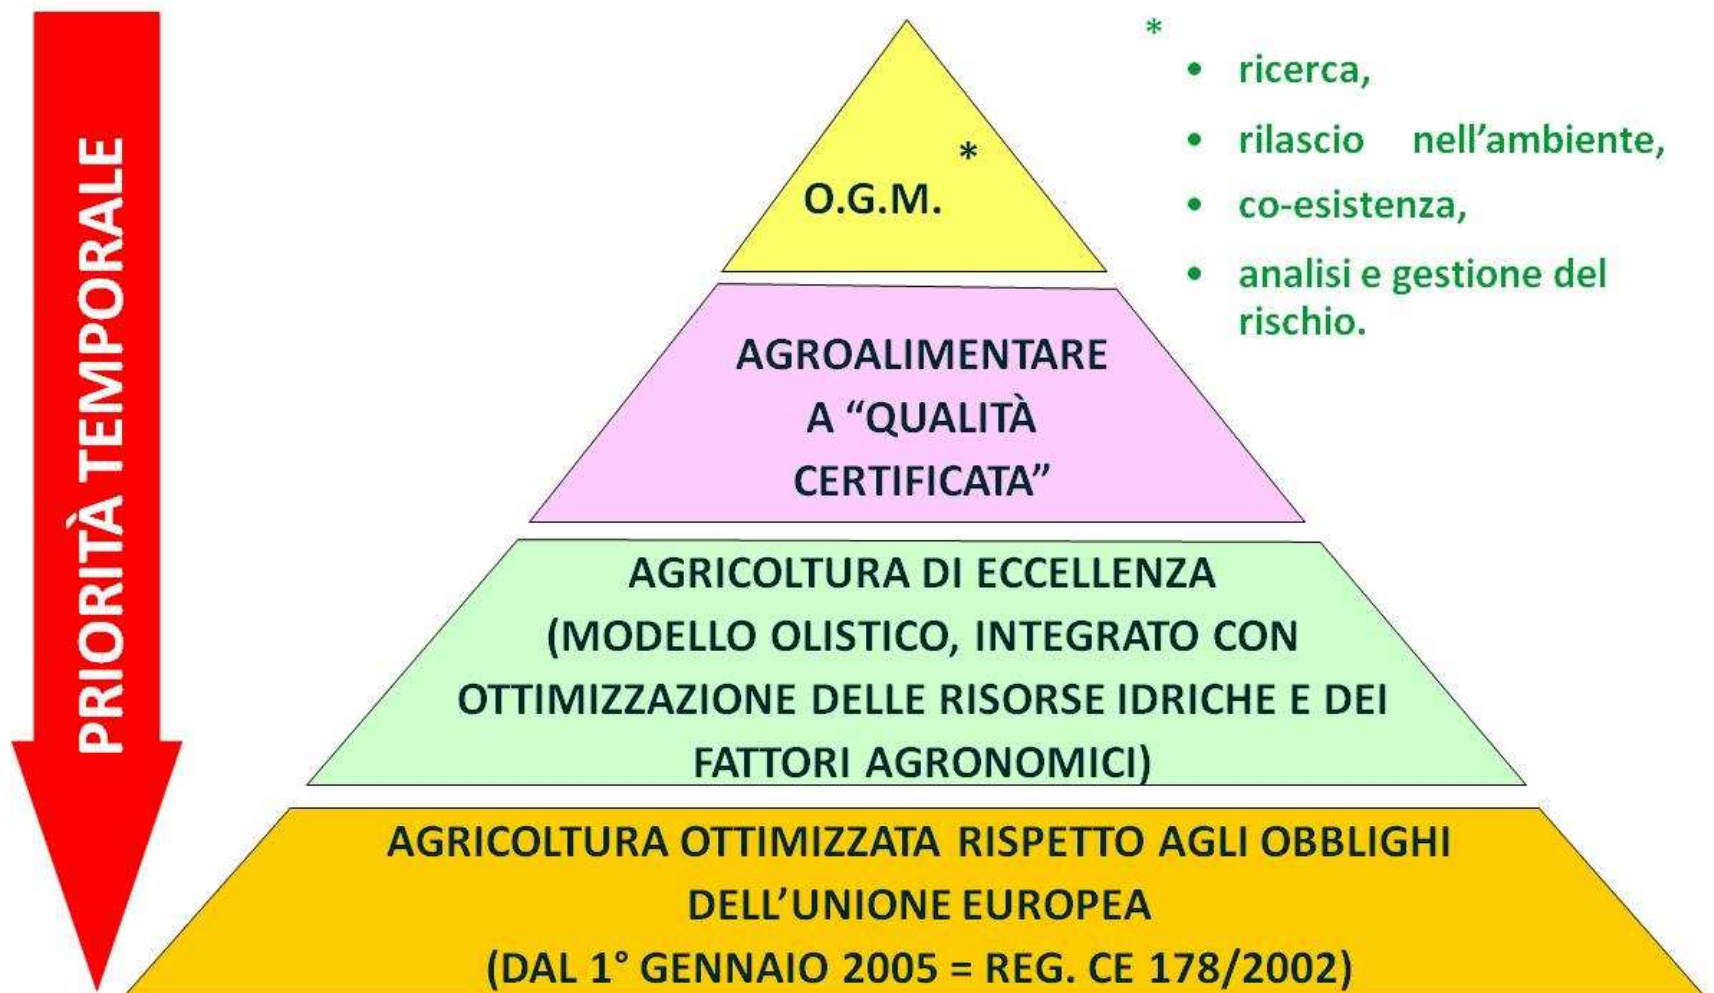 PRIORITÀ TEMPORALE
*
• ricerca,
• rilascio nell'ambiente,
• co-esistenza,
• analisi e gestione del
rischio.
*
O.G.M.
AGROALIMENTARE
A “QUALITÀ
CERTIFICATA”
AGRICOLTURA DI ECCELLENZA
(MODELLO OLISTICO, INTEGRATO CON
OTTIMIZZAZIONE DELLE RISORSE IDRICHE E DEI
FATTORI AGRONOMICI)
AGRICOLTURA OTTIMIZZATA RISPETTO AGLI OBBLIGHI
DELL’UNIONE EUROPEA
(DAL 1° GENNAIO 2005 = REG. CE 178/2002)